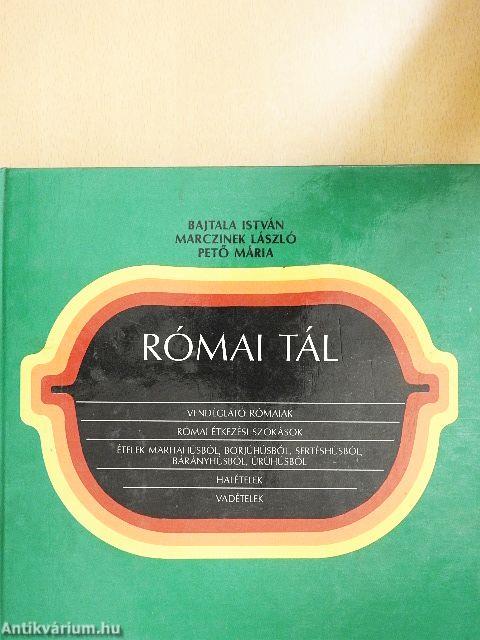 BAJTALA ISTVÁN
MARCZINEK LÁSZLÓ
PETŐ MÁRIA
RÓMAI TÁL
VENDÉGLÁTÓ RÓMAIAK
RÓMAI ÉTKEZÉSI SZOKÁSOK
ÉTELEK MARHAHÚSBÓL, BORJÚHÚSBÓL, SERTÉSHÚSBÓL,
BÁRÁNYHÚSBÓL, ÜRÜHÚSBÓL
HALÉTELEK
VADÉTELEK
Antikvárium.hu